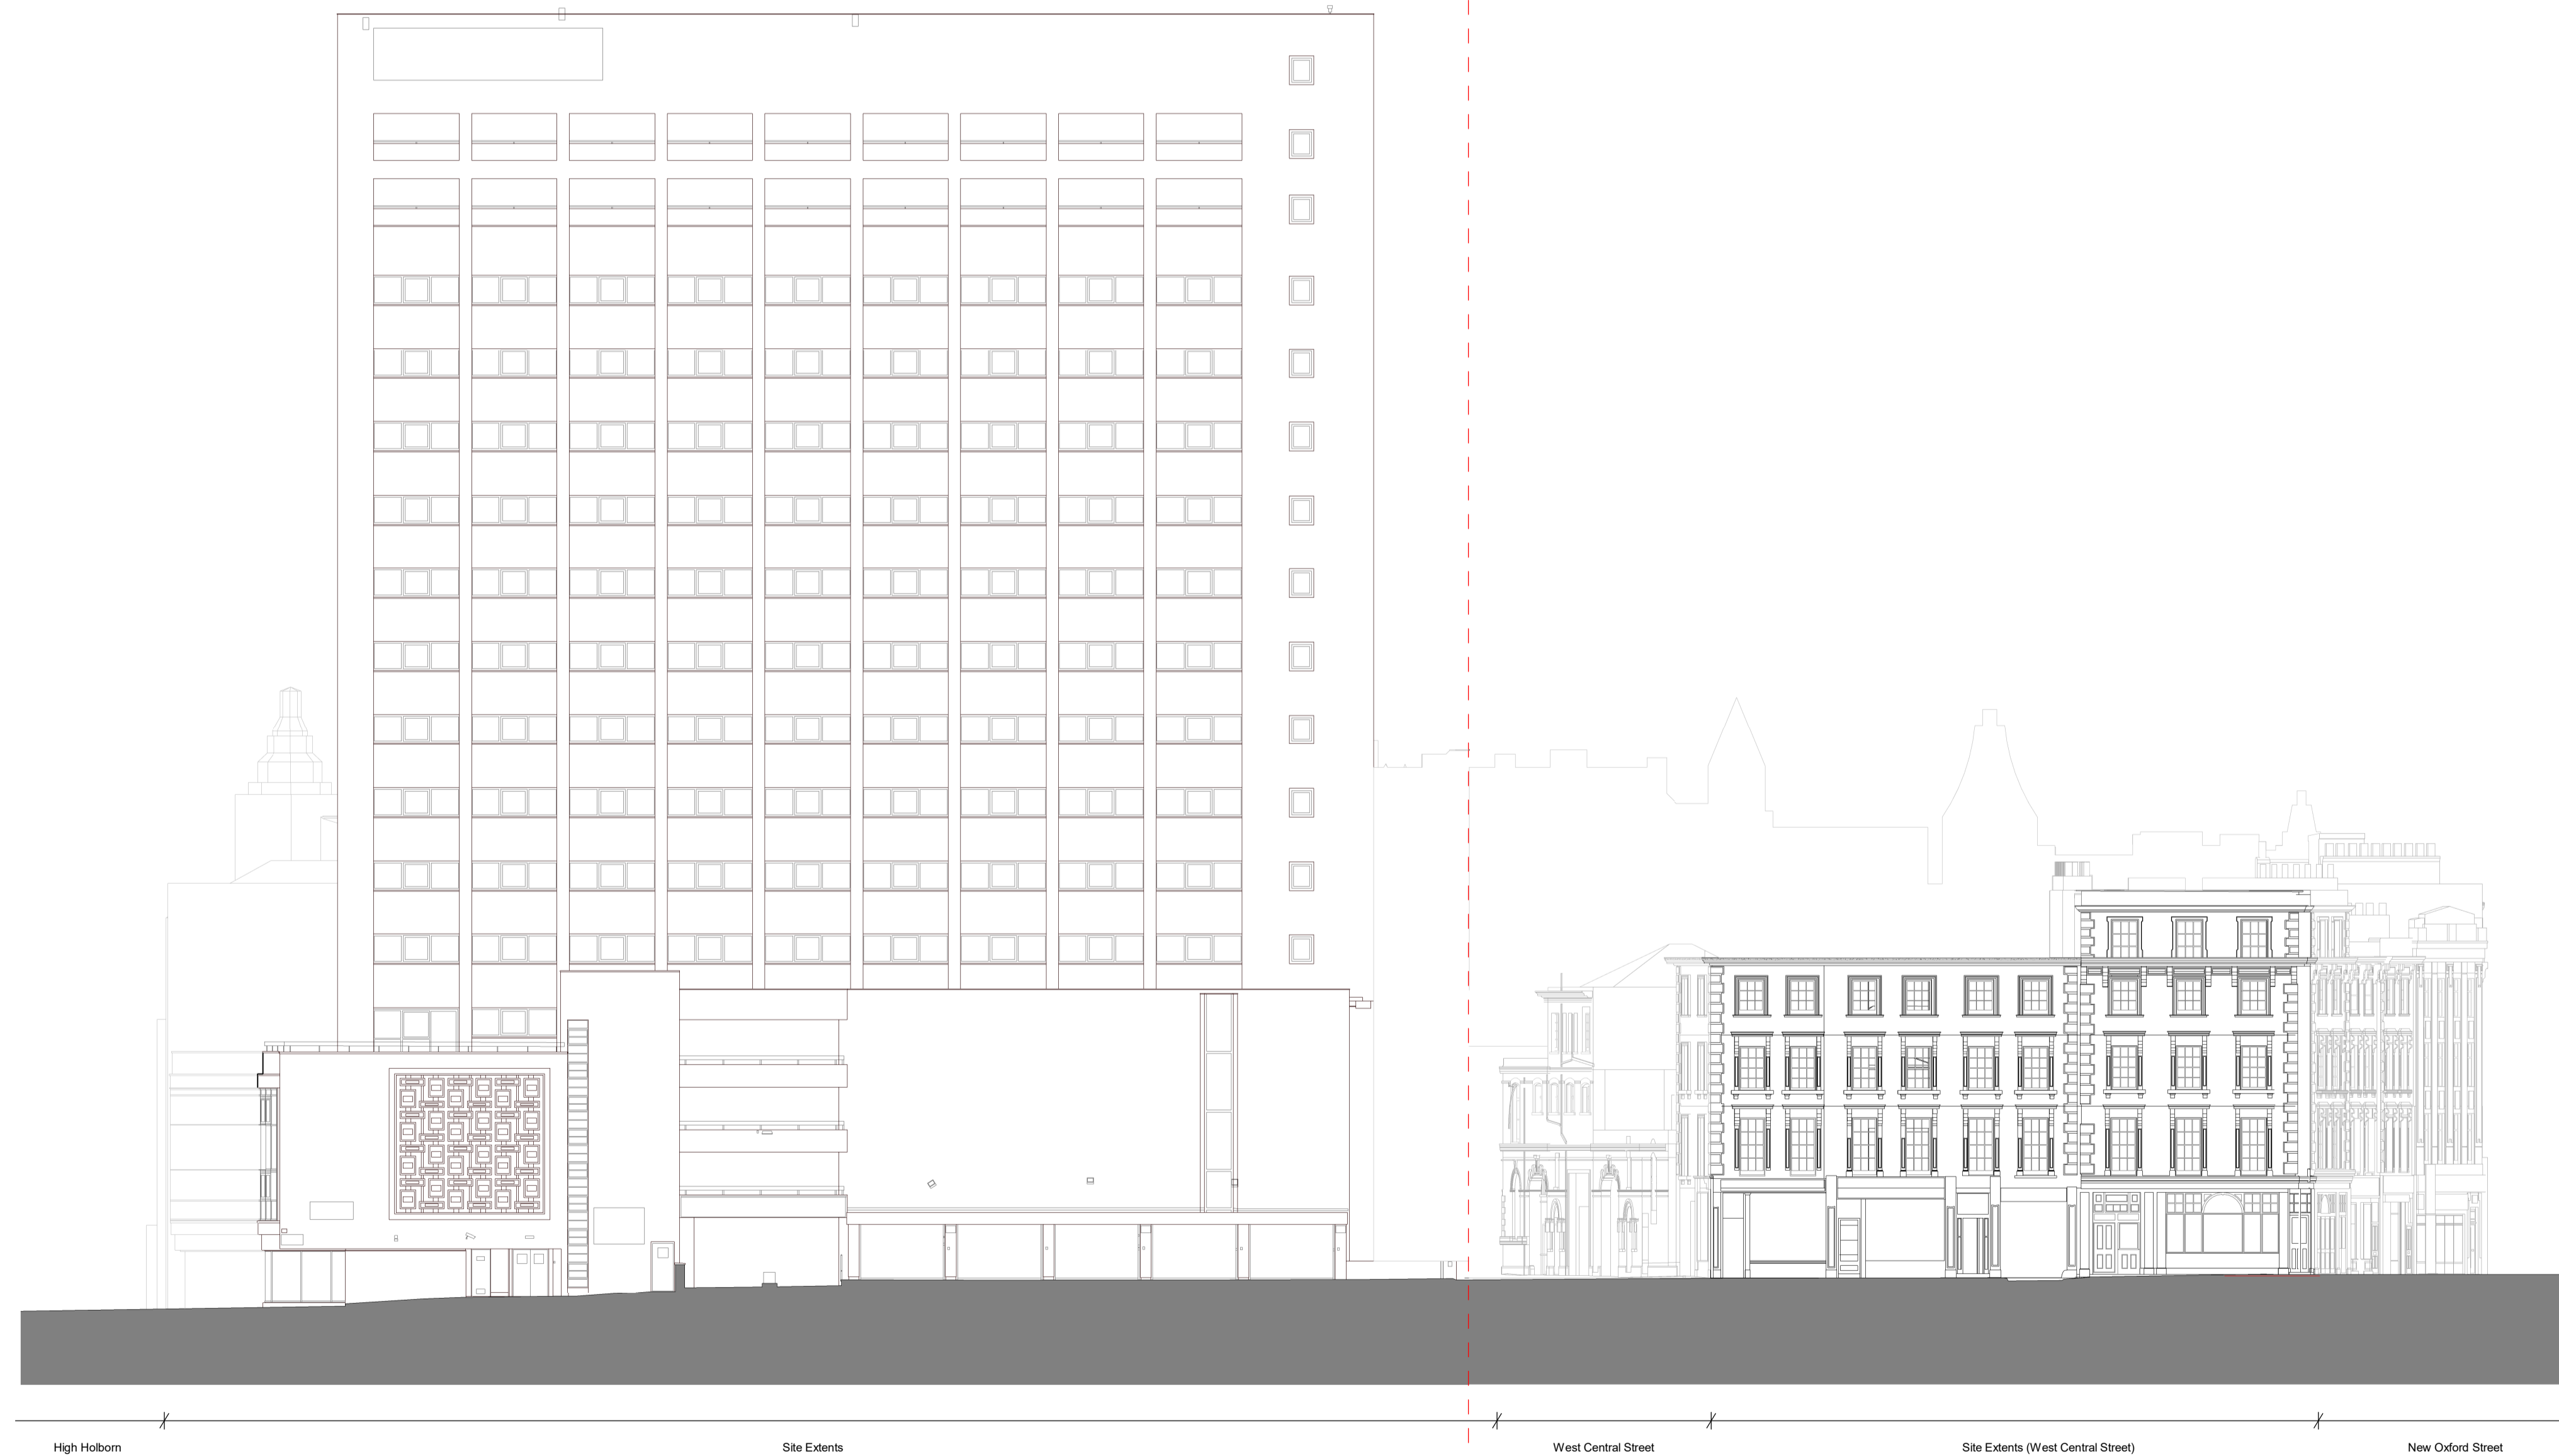 High Holborn
Site Extents
West Central Street
Site Extents (West Central Street)
New Oxford Street